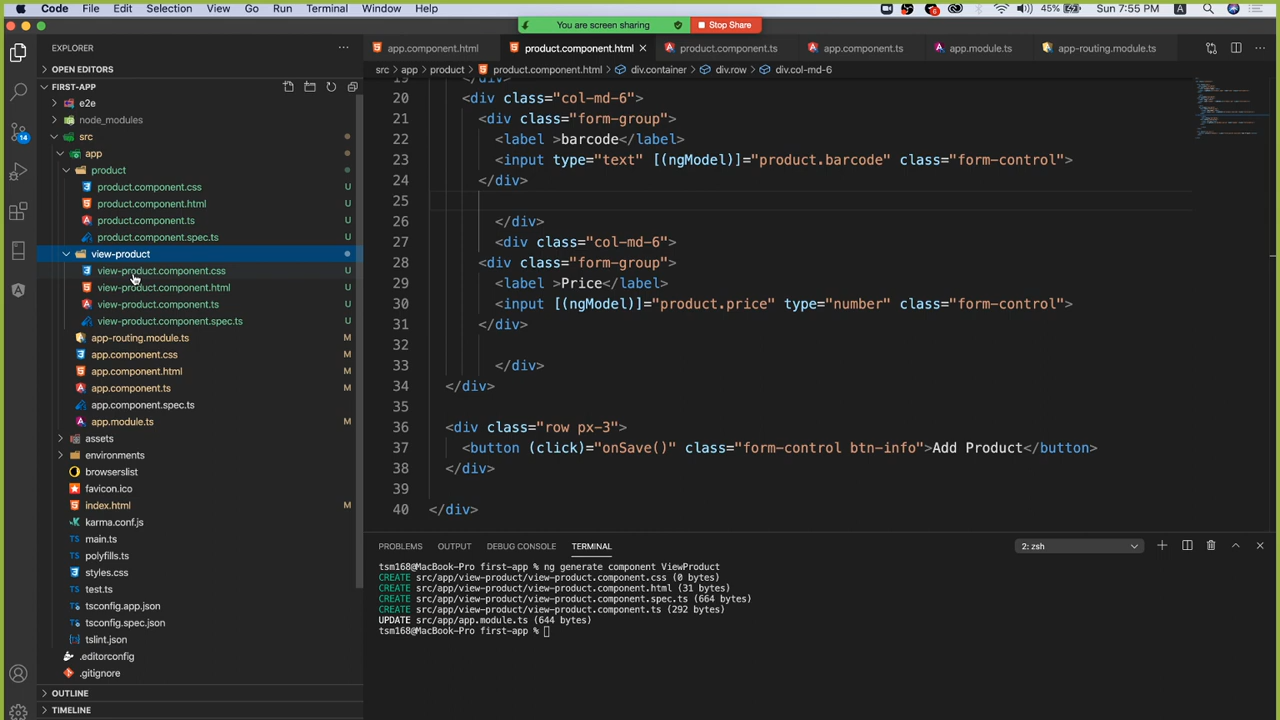 Code File Edit Selection View Go Run Terminal Window Help 45% Sun 7:55 PM A
You are screen sharing Stop Share
EXPLORER
OPEN EDITORS
FIRST-APP
e2e
node_modules
src
app
product
product.component.css U
product.component.html U
product.component.ts U
product.component.spec.ts U
view-product
view-product.component.css U
view-product.component.html U
view-product.component.ts U
view-product.component.spec.ts U
app-routing.module.ts M
app.component.css M
app.component.html M
app.component.ts M
app.component.spec.ts
app.module.ts M
assets
environments
browserslist
favicon.ico
index.html M
karma.conf.js
main.ts
polyfills.ts
styles.css
test.ts
tsconfig.app.json
tsconfig.spec.json
tslint.json
.editorconfig
.gitignore
OUTLINE
TIMELINE
14
app.component.html product.component.html product.component.ts app.component.ts app.module.ts app-routing.module.ts
src app product product.component.html div.container div.row div.col-md-6
19 </div>
20 <div class="col-md-6">
21 <div class="form-group">
22 <label >barcode</label>
23 <input type="text" [(ngModel)]="product.barcode" class="form-control">
24 </div>
25
26 </div>
27 <div class="col-md-6">
28 <div class="form-group">
29 <label >Price</label>
30 <input [(ngModel)]="product.price" type="number" class="form-control">
31 </div>
32
33 </div>
34 </div>
35
36 <div class="row px-3">
37 <button (click)="onSave()" class="form-control btn-info">Add Product</button>
38 </div>
39
40 </div>
PROBLEMS OUTPUT DEBUG CONSOLE TERMINAL 2: zsh
tsm168@MacBook-Pro first-app % ng generate component ViewProduct
CREATE src/app/view-product/view-product.component.css (0 bytes)
CREATE src/app/view-product/view-product.component.html (31 bytes)
CREATE src/app/view-product/view-product.component.spec.ts (664 bytes)
CREATE src/app/view-product/view-product.component.ts (292 bytes)
UPDATE src/app/app.module.ts (644 bytes)
tsm168@MacBook-Pro first-app %